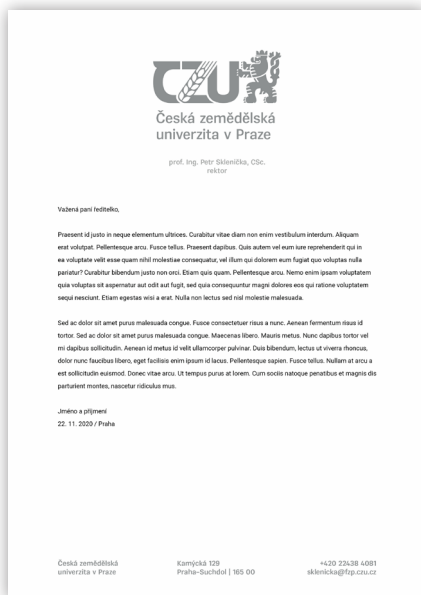 CZU
Česká zemědělská
univerzita v Praze
prof. Ing. Petr Sklenička, CSc.
rektor
Važená paní ředitelko,
Praesent id justo in neque elementum ultrices. Curabitur vitae diam non enim vestibulum interdum. Aliquam
erat volutpat. Pellentesque arcu. Fusce tellus. Praesent dapibus. Quis autem vel eum iure reprehenderit qui in
ea voluptate velit esse quam nihil molestiae consequatur, vel illum qui dolorem eum fugiat quo voluptas nulla
pariatur? Curabitur bibendum justo non orci. Etiam quis quam. Pellentesque arcu. Nemo enim ipsam voluptatem
quia voluptas sit aspernatur aut odit aut fugit, sed quia consequuntur magni dolores eos qui ratione voluptatem
sequi nesciunt. Etiam egestas wisi a erat. Nulla non lectus sed nisl molestie malesuada.
Sed ac dolor sit amet purus malesuada congue. Fusce consectetuer risus a nunc. Aenean fermentum risus id
tortor. Sed ac dolor sit amet purus malesuada congue. Maecenas libero. Mauris metus. Nunc dapibus tortor vel
mi dapibus sollicitudin. Aenean id metus id velit ullamcorper pulvinar. Duis bibendum, lectus ut viverra rhoncus,
dolor nunc faucibus libero, eget facilisis enim ipsum id lacus. Pellentesque sapien. Fusce tellus. Nullam at arcu a
est sollicitudin euismod. Donec vitae arcu. Ut tempus purus at lorem. Cum sociis natoque penatibus et magnis dis
parturient montes, nascetur ridiculus mus.
Jméno a příjmení
22. 11. 2020 / Praha
Česká zemědělská
univerzita v Praze
Kamýcká 129
Praha-Suchdol | 165 00
+420 22438 4081
sklenicka@fzp.czu.cz